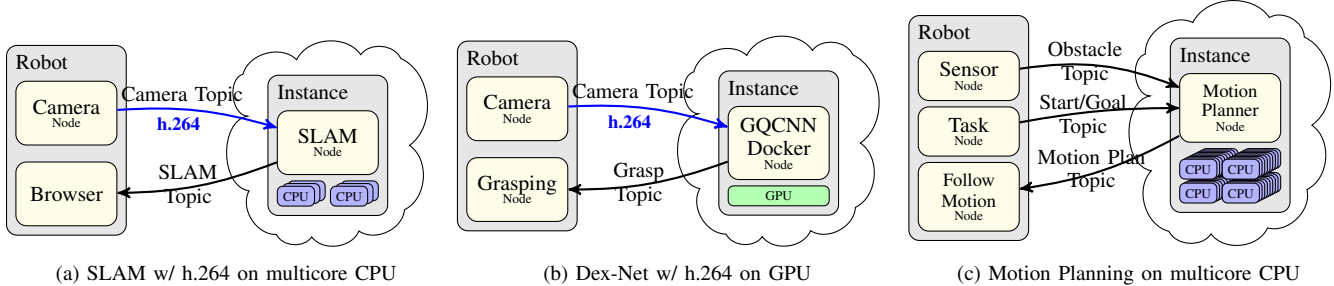 Robot
Camera
Node
Browser
Camera Topic
h.264
SLAM
Topic
Instance
SLAM
Node
CPU
CPU
(a) SLAM w/ h.264 on multicore CPU
Robot
Camera
Node
Grasping
Node
Camera Topic
h.264
Grasp
Topic
Instance
GQCNN
Docker
Node
GPU
(b) Dex-Net w/ h.264 on GPU
Robot
Sensor
Node
Task
Node
Follow
Motion
Node
Obstacle
Topic
Start/Goal
Topic
Motion Plan
Topic
Instance
Motion
Planner
Node
CPU
CPU
CPU
CPU
(c) Motion Planning on multicore CPU